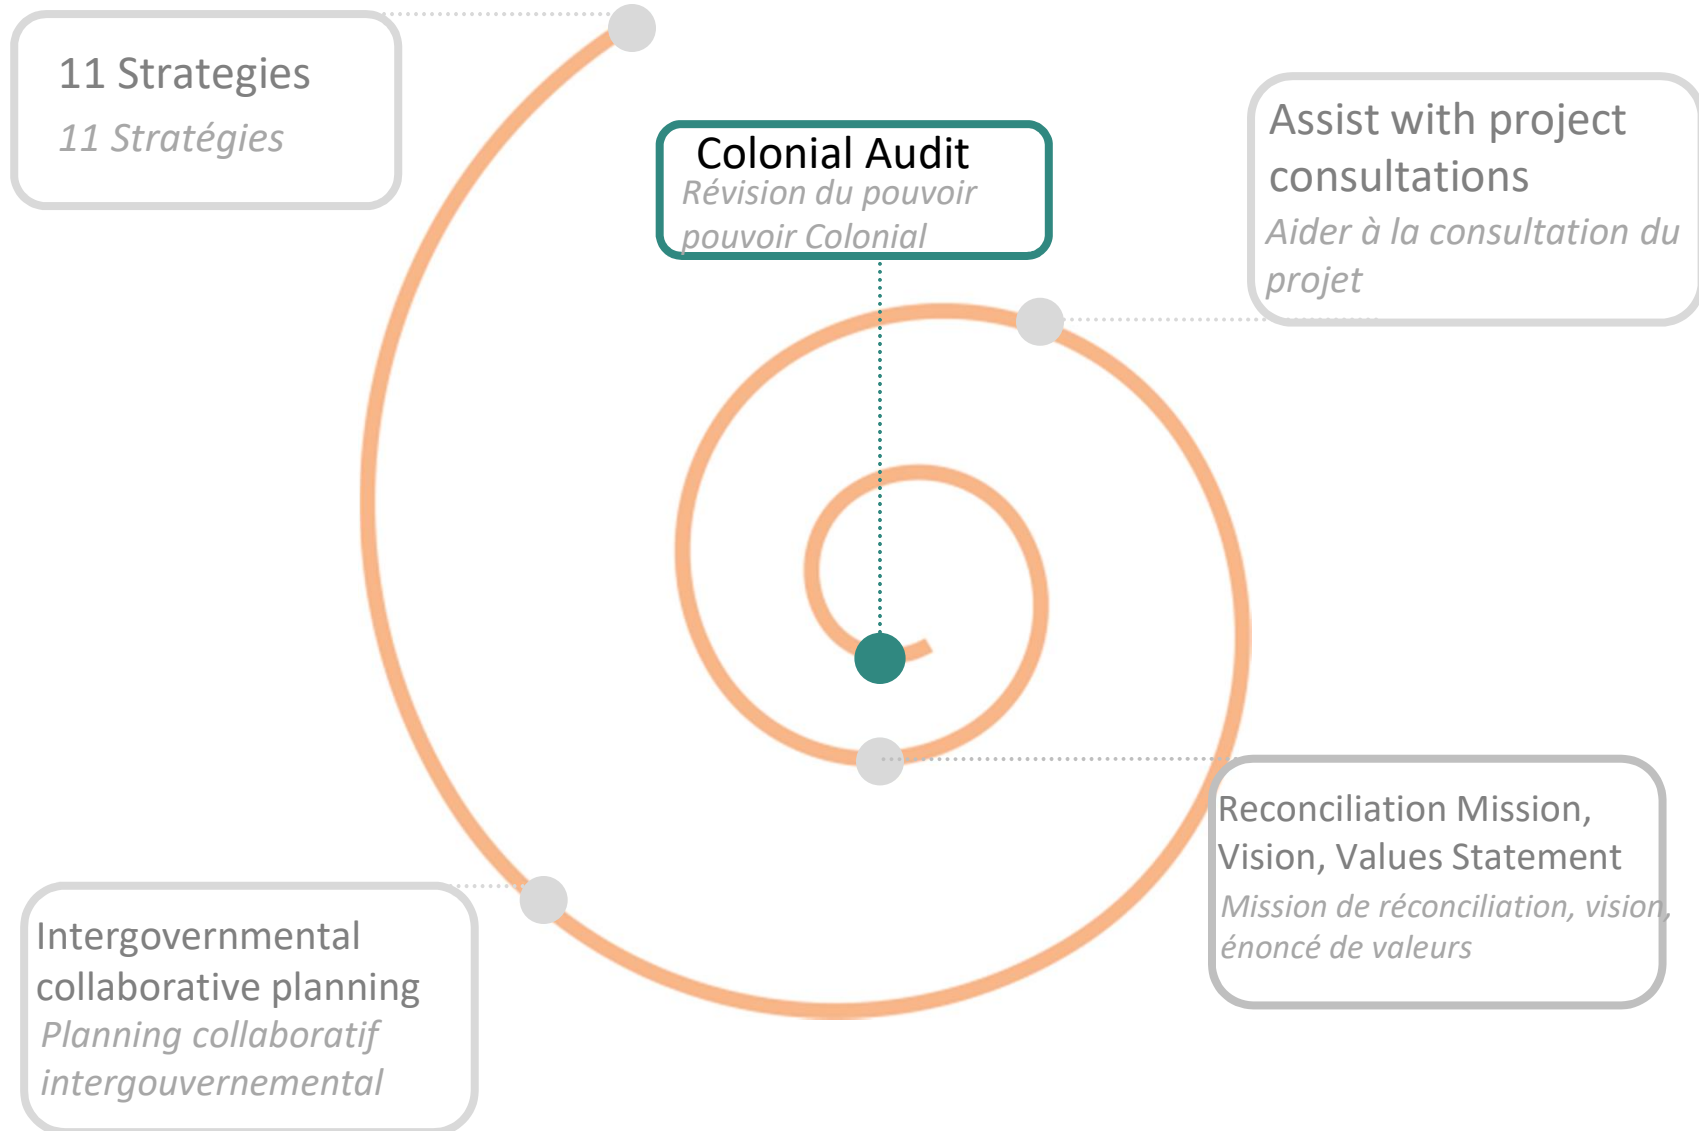 11 Strategies
11 Stratégies
Colonial Audit
Révision du pouvoir
pouvoir Colonial
Assist with project
consultations
Aider à la consultation du
projet
Reconciliation Mission,
Vision, Values Statement
Mission de réconciliation, vision,
énoncé de valeurs
Intergovernmental
collaborative planning
Planning collaboratif
intergouvernemental